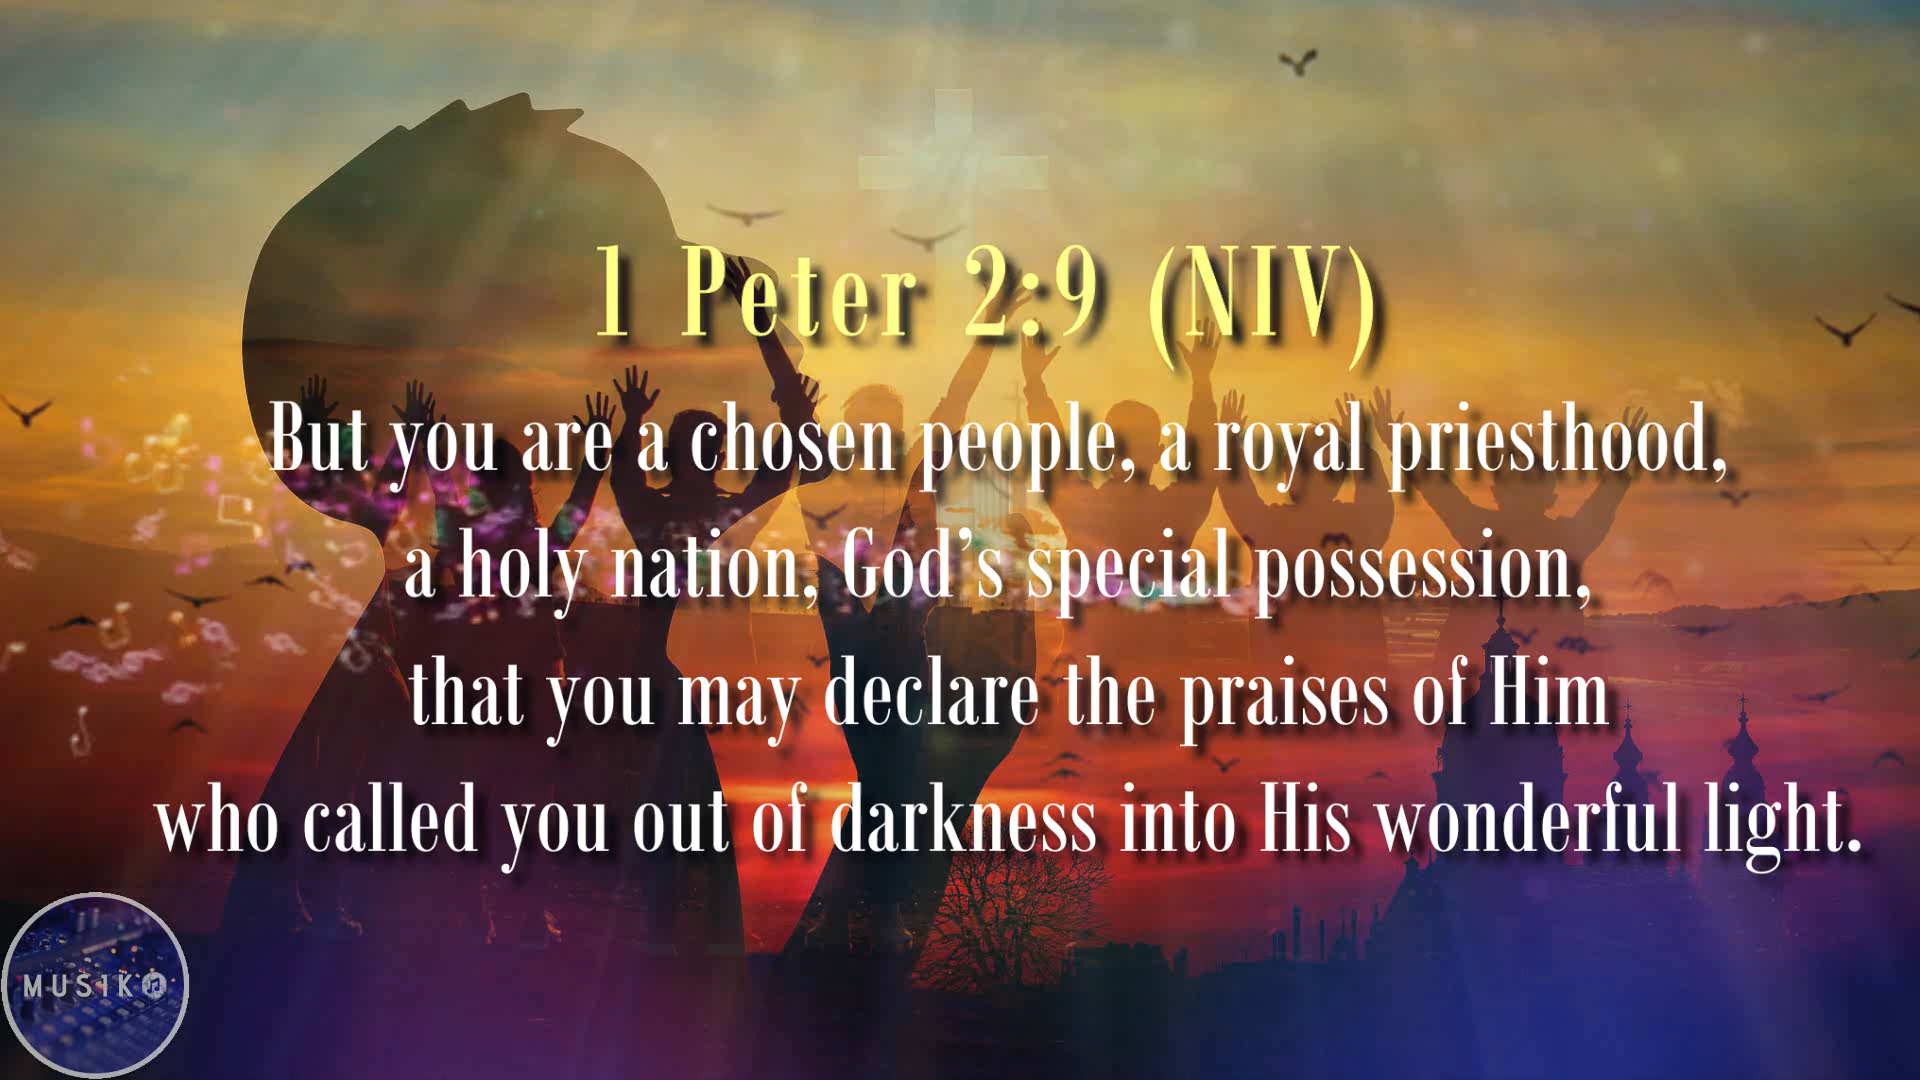 1 Peter 2:9 (NIV)
But you are a chosen people, a royal priesthood,
a holy nation, God's special possession,
that you may declare the praises of Him
who called you out of darkness into His wonderful light.
MUSIKO